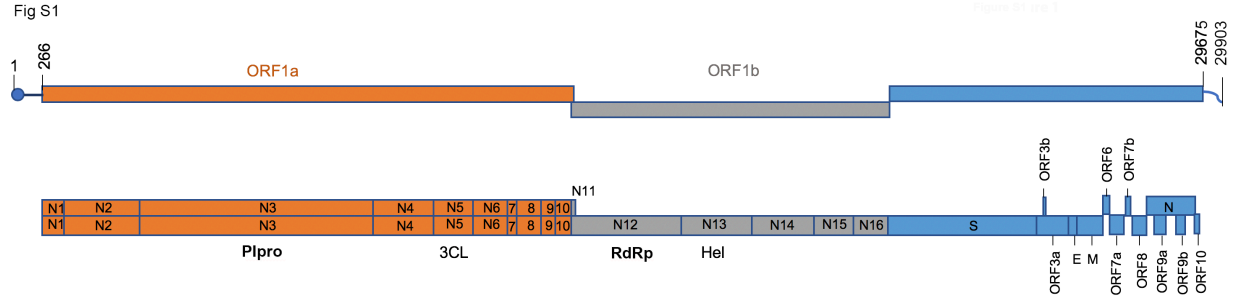 Fig S1
1
266
ORF1a
ORF1b
29675
29903
ORF3b
ORF6
ORF7b
N11
N1 N2 N3 N4 N5 N6 7 8 9 10 N
N1 N2 N3 N4 N5 N6 7 8 9 10 N12 N13 N14 N15 N16 S
PIpro 3CL RdRp Hel
ORF3a
E M
ORF7a
ORF8
ORF9a
ORF9b
ORF10